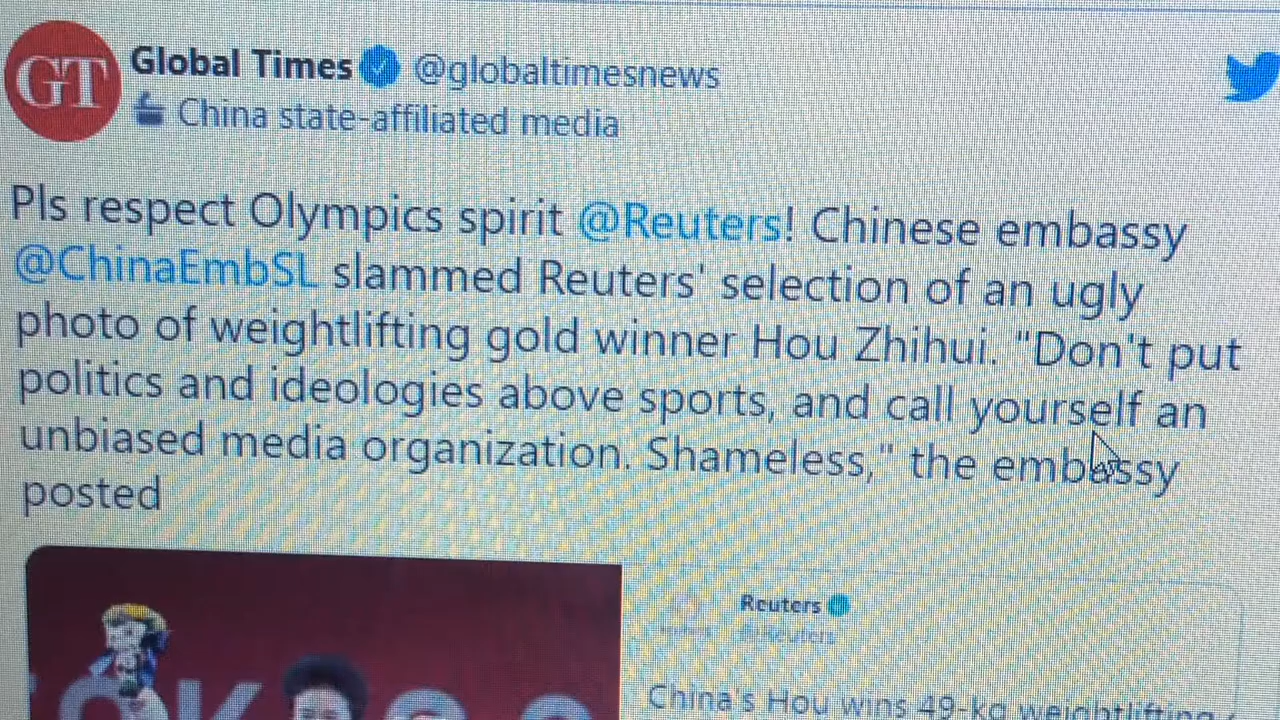 GT
Global Times @globaltimesnews
China state-affiliated media
Pls respect Olympics spirit @Reuters! Chinese embassy
@ChinaEmbSL slammed Reuters' selection of an ugly
photo of weightlifting gold winner Hou Zhihui. "Don't put
politics and ideologies above sports, and call yourself an
unbiased media organization. Shameless," the embassy
posted
Reuters
@Reuters
China's Hou wins 49-kg weightlifting